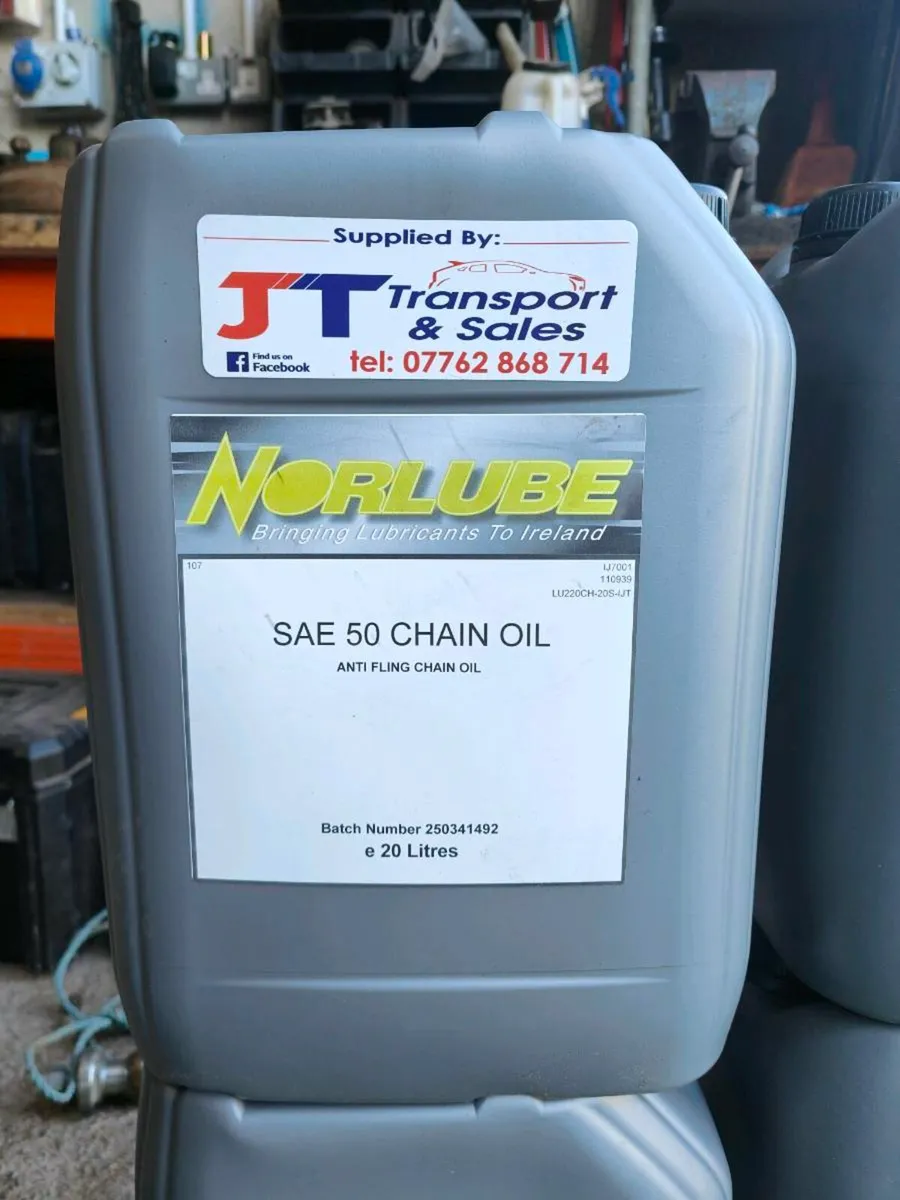 Supplied By:
JT Transport
& Sales
Find us on
Facebook
tel: 07762 868 714
NORLUBE
Bringing Lubricants To Ireland
107
IJ7001
110939
LU220CH-20S-IJT
SAE 50 CHAIN OIL
ANTI FLING CHAIN OIL
Batch Number 250341492
e 20 Litres